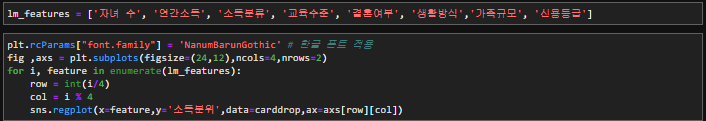 lm_features = ['자녀 수', '연간소득', '소득분류', '교육수준', '결혼여부', '생활방식','가족규모', '신용등급']
plt.rcParams["font.family"] = 'NanumBarunGothic' # 한글 폰트 적용
fig ,axs = plt.subplots(figsize=(24,12),ncols=4,nrows=2)
for i, feature in enumerate(lm_features):
    row = int(i/4)
    col = i % 4
    sns.regplot(x=feature,y='소득분위',data=carddrop,ax=axs[row][col])